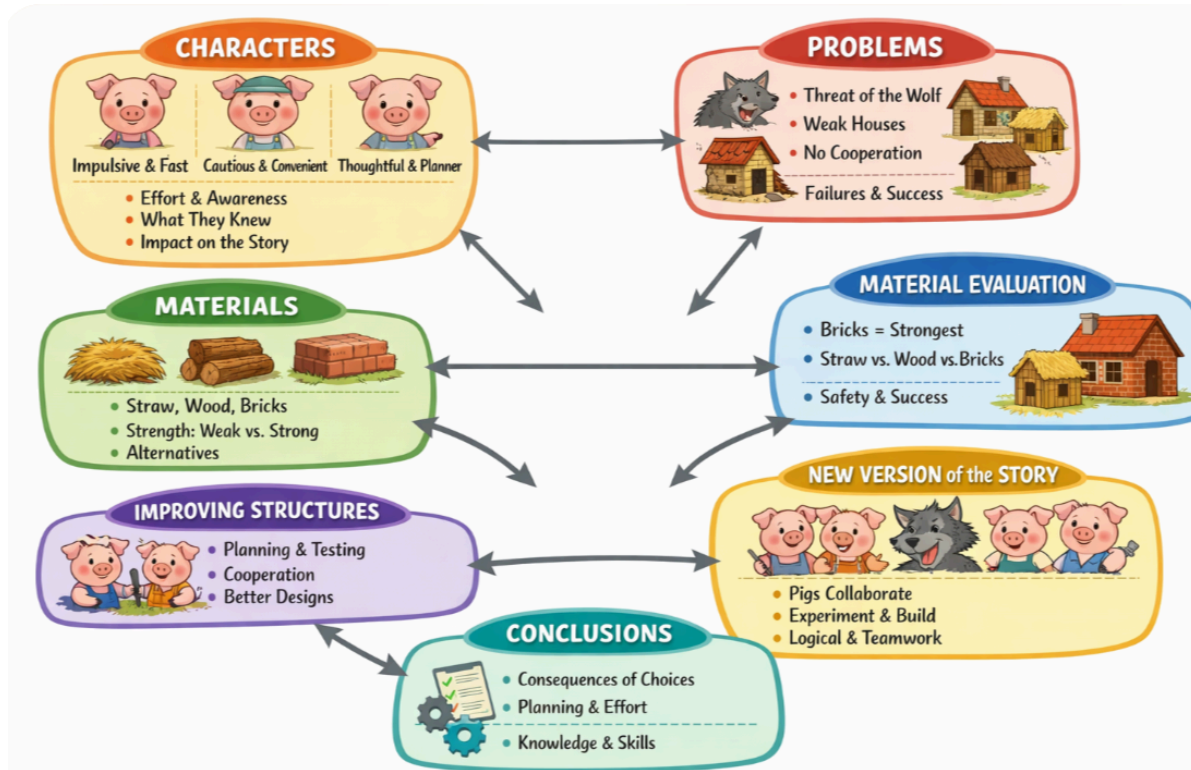 CHARACTERS
Impulsive & Fast
Cautious & Convenient
Thoughtful & Planner
• Effort & Awareness
• What They Knew
• Impact on the Story
PROBLEMS
• Threat of the Wolf
• Weak Houses
• No Cooperation
Failures & Success
MATERIALS
• Straw, Wood, Bricks
• Strength: Weak vs. Strong
• Alternatives
MATERIAL EVALUATION
• Bricks = Strongest
• Straw vs. Wood vs.Bricks
• Safety & Success
IMPROVING STRUCTURES
• Planning & Testing
• Cooperation
• Better Designs
NEW VERSION of the STORY
• Pigs Collaborate
• Experiment & Build
• Logical & Teamwork
CONCLUSIONS
• Consequences of Choices
• Planning & Effort
• Knowledge & Skills